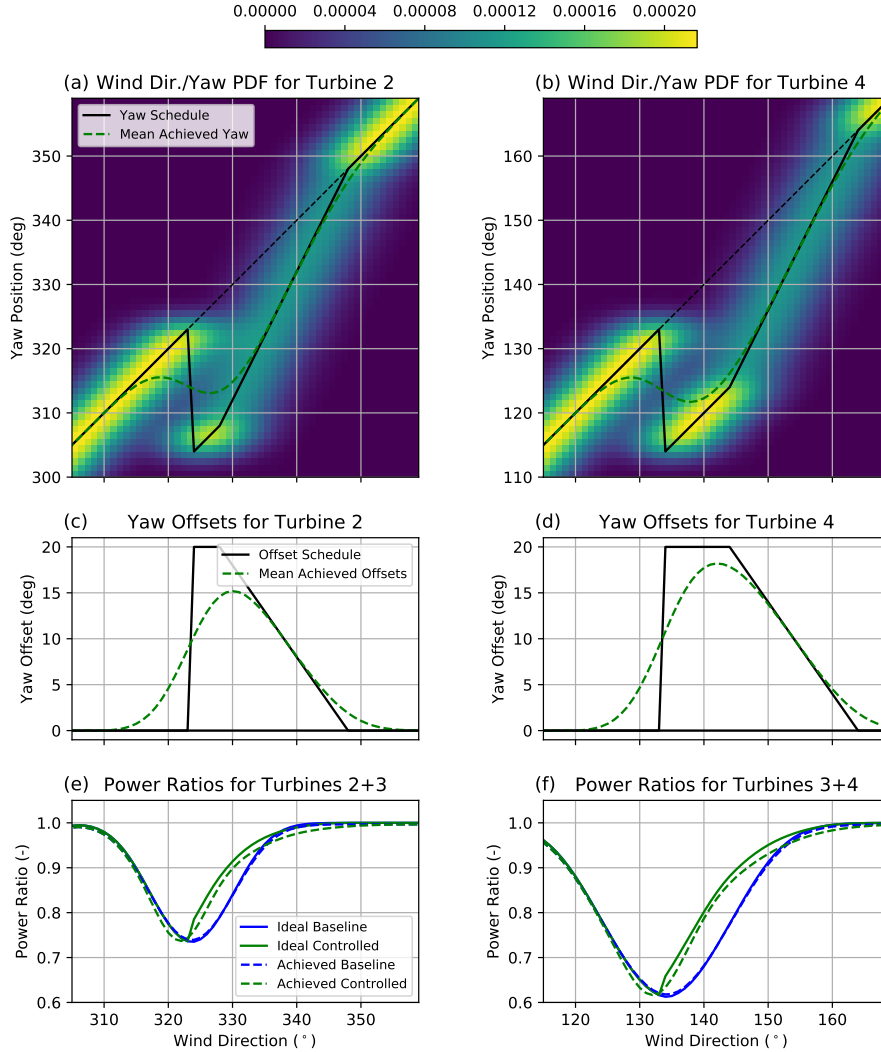 0.00000 0.00004 0.00008 0.00012 0.00016 0.00020
(a) Wind Dir./Yaw PDF for Turbine 2
(b) Wind Dir./Yaw PDF for Turbine 4
Yaw Schedule
Mean Achieved Yaw
Yaw Position (deg)
350
340
330
320
310
300
Yaw Position (deg)
160
150
140
130
120
110
(c) Yaw Offsets for Turbine 2
(d) Yaw Offsets for Turbine 4
Offset Schedule
Mean Achieved Offsets
Yaw Offset (deg)
20
15
10
5
0
Yaw Offset (deg)
20
15
10
5
0
(e) Power Ratios for Turbines 2+3
(f) Power Ratios for Turbines 3+4
Power Ratio (-)
1.0
0.9
0.8
0.7
0.6
Ideal Baseline
Ideal Controlled
Achieved Baseline
Achieved Controlled
310 320 330 340 350
Wind Direction (°)
Power Ratio (-)
1.0
0.9
0.8
0.7
0.6
120 130 140 150 160
Wind Direction (°)